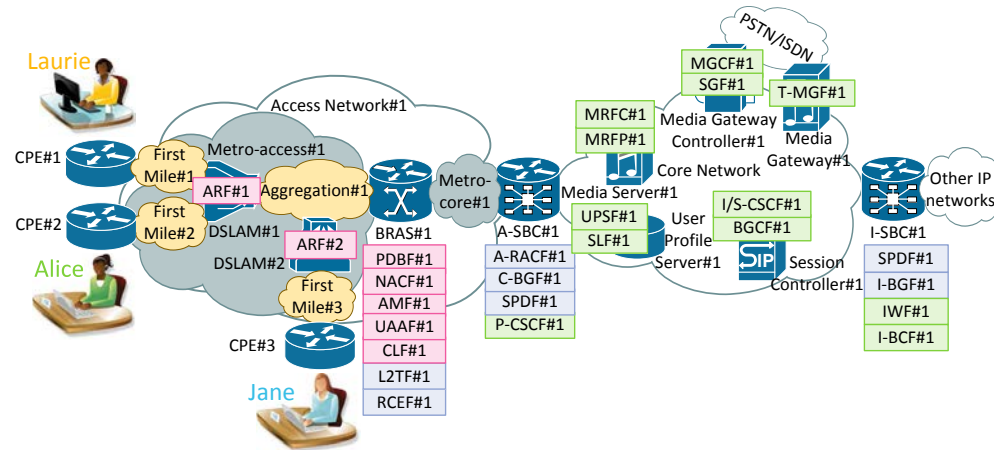 Laurie
PSTN/ISDN
MGCF#1
SGF#1
T-MGF#1
Access Network#1
MRFC#1
MRFP#1
Media Gateway
Controller#1
Media
Gateway#1
CPE#1
First
Mile#1
Metro-access#1
ARF#1
Aggregation#1
Metro-
core#1
Core Network
Media Server#1
Other IP
networks
CPE#2
First
Mile#2
DSLAM#1
ARF#2
DSLAM#2
BRAS#1
A-SBC#1
UPSF#1
SLF#1
User
Profile
Server#1
I/S-CSCF#1
BGCF#1
SIP
Session
Controller#1
I-SBC#1
Alice
First
Mile#3
CPE#3
Jane
PDBF#1
NACF#1
AMF#1
UAAF#1
CLF#1
L2TF#1
RCEF#1
A-RACF#1
C-BGF#1
SPDF#1
P-CSCF#1
SPDF#1
I-BGF#1
IWF#1
I-BCF#1